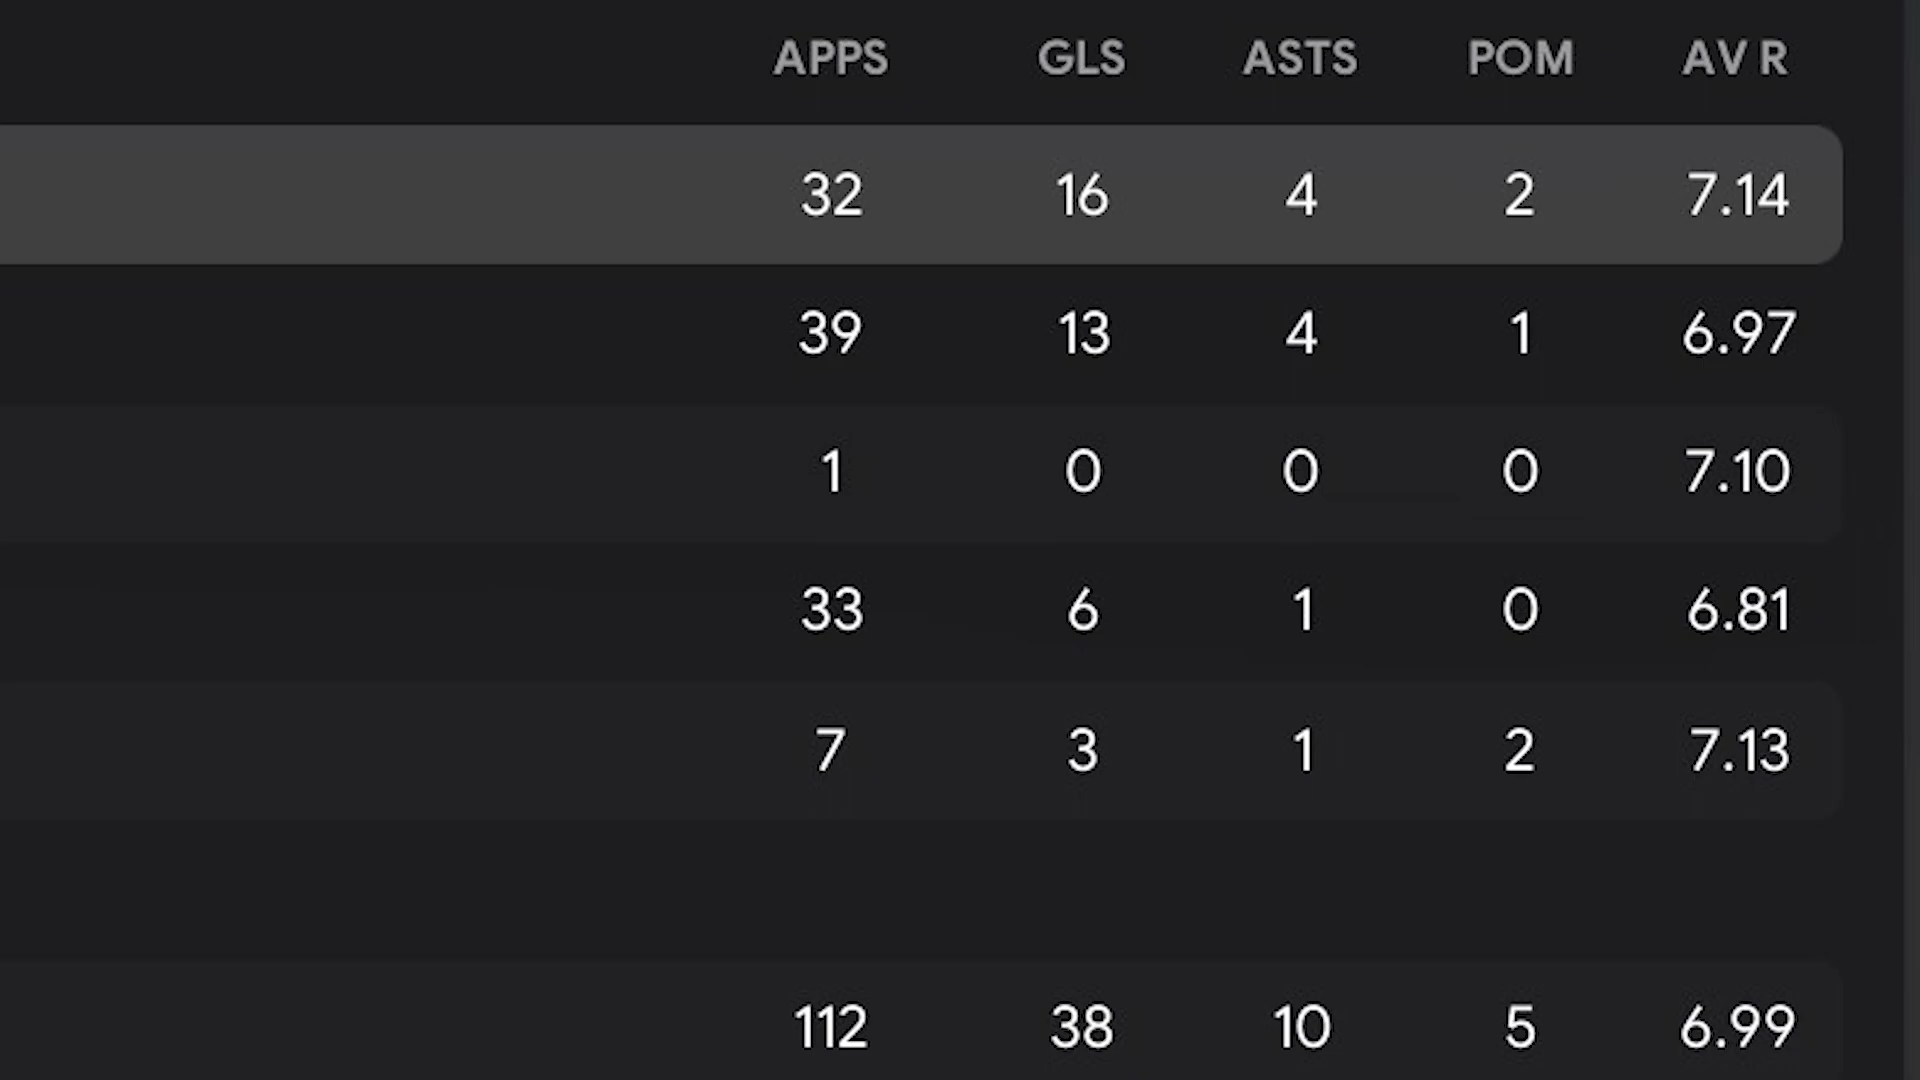 APPS GLS ASTS POM AV R
32 16 4 2 7.14
39 13 4 1 6.97
1 0 0 0 7.10
33 6 1 0 6.81
7 3 1 2 7.13
112 38 10 5 6.99